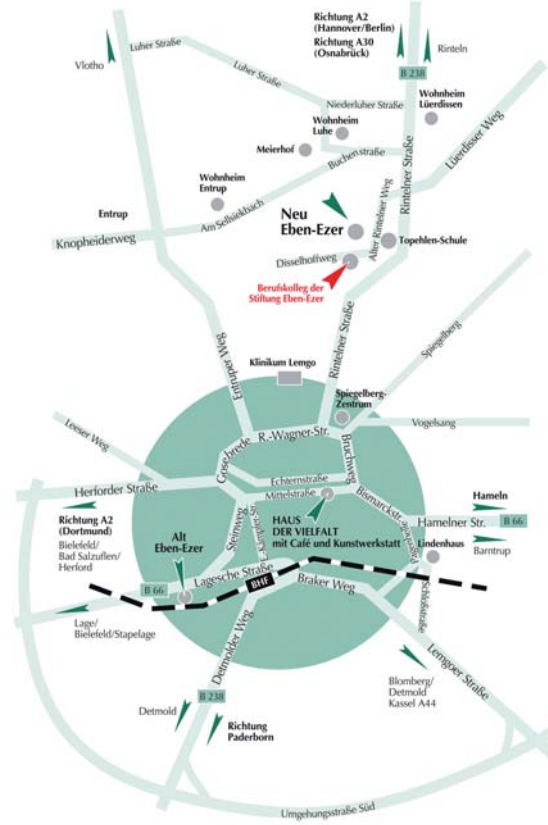 Richtung A2
(Hannover/Berlin)
Richtung A30
(Osnabrück)
Rinteln
B 238
Luher Straße
Vlotho
Luher Straße
Niederluher Straße
Wohnheim
Lüerdissen
Wohnheim
Luhe
Meierhof
Buchenstraße
Lüerdisser Weg
Wohnheim
Entrup
Rintelner Straße
Am Sellsiekbach
Entrup
Knopheiderweg
Neu
Eben-Ezer
Alter Rintelner Weg
Topehlen-Schule
Disselhoffweg
Berufskolleg der
Stiftung Eben-Ezer
Entruper Weg
Rintelner Straße
Spiegelberg
Klinikum Lemgo
Spiegelberg-
Zentrum
Vogelsang
Leeser Weg
Gosebrede
R.-Wagner-Str.
Bruchweg
Echternstraße
Mittelstraße
Herforder Straße
Bismarckstr.
Hameln
Hamelner Str.
B 66
Barntrup
Richtung A2
(Dortmund)
Bielefeld/
Bad Salzuflen/
Herford
Alt
Eben-Ezer
Steinweg
HAUS
DER VIELFALT
mit Café und Kunstwerkstatt
Pagenhelle
Lindenhaus
Lagesche Straße
B 66
BHF
Braker Weg
Schloßstraße
Lage/
Bielefeld/Stapelage
Detmolder Weg
Lemgoer Straße
Blomberg/
Detmold
Kassel A44
B 238
Detmold
Richtung
Paderborn
Umgehungsstraße Süd